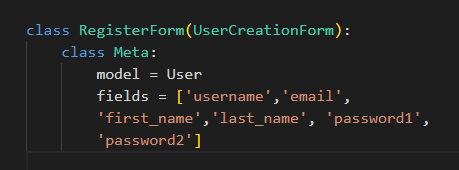 class RegisterForm(UserCreationForm):
    class Meta:
        model = User
        fields = ['username','email',
        'first_name','last_name', 'password1',
        'password2']